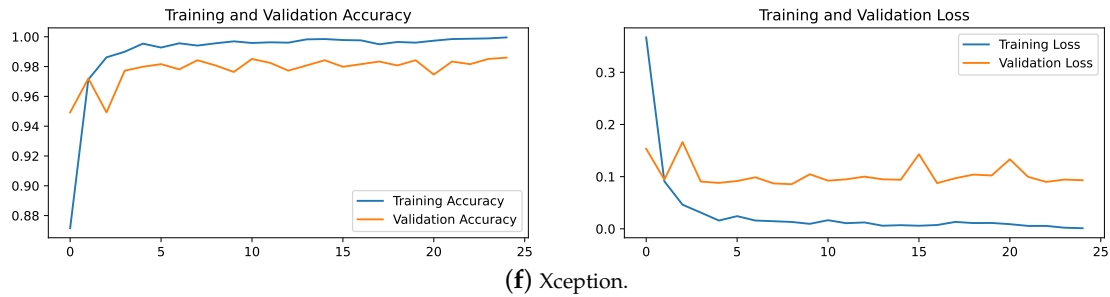 Training and Validation Accuracy
1.00
0.98
0.96
0.94
0.92
0.90
0.88
Training Accuracy
Validation Accuracy
0 5 10 15 20 25
Training and Validation Loss
0.3
0.2
0.1
0.0
Training Loss
Validation Loss
0 5 10 15 20 25
(f) Xception.